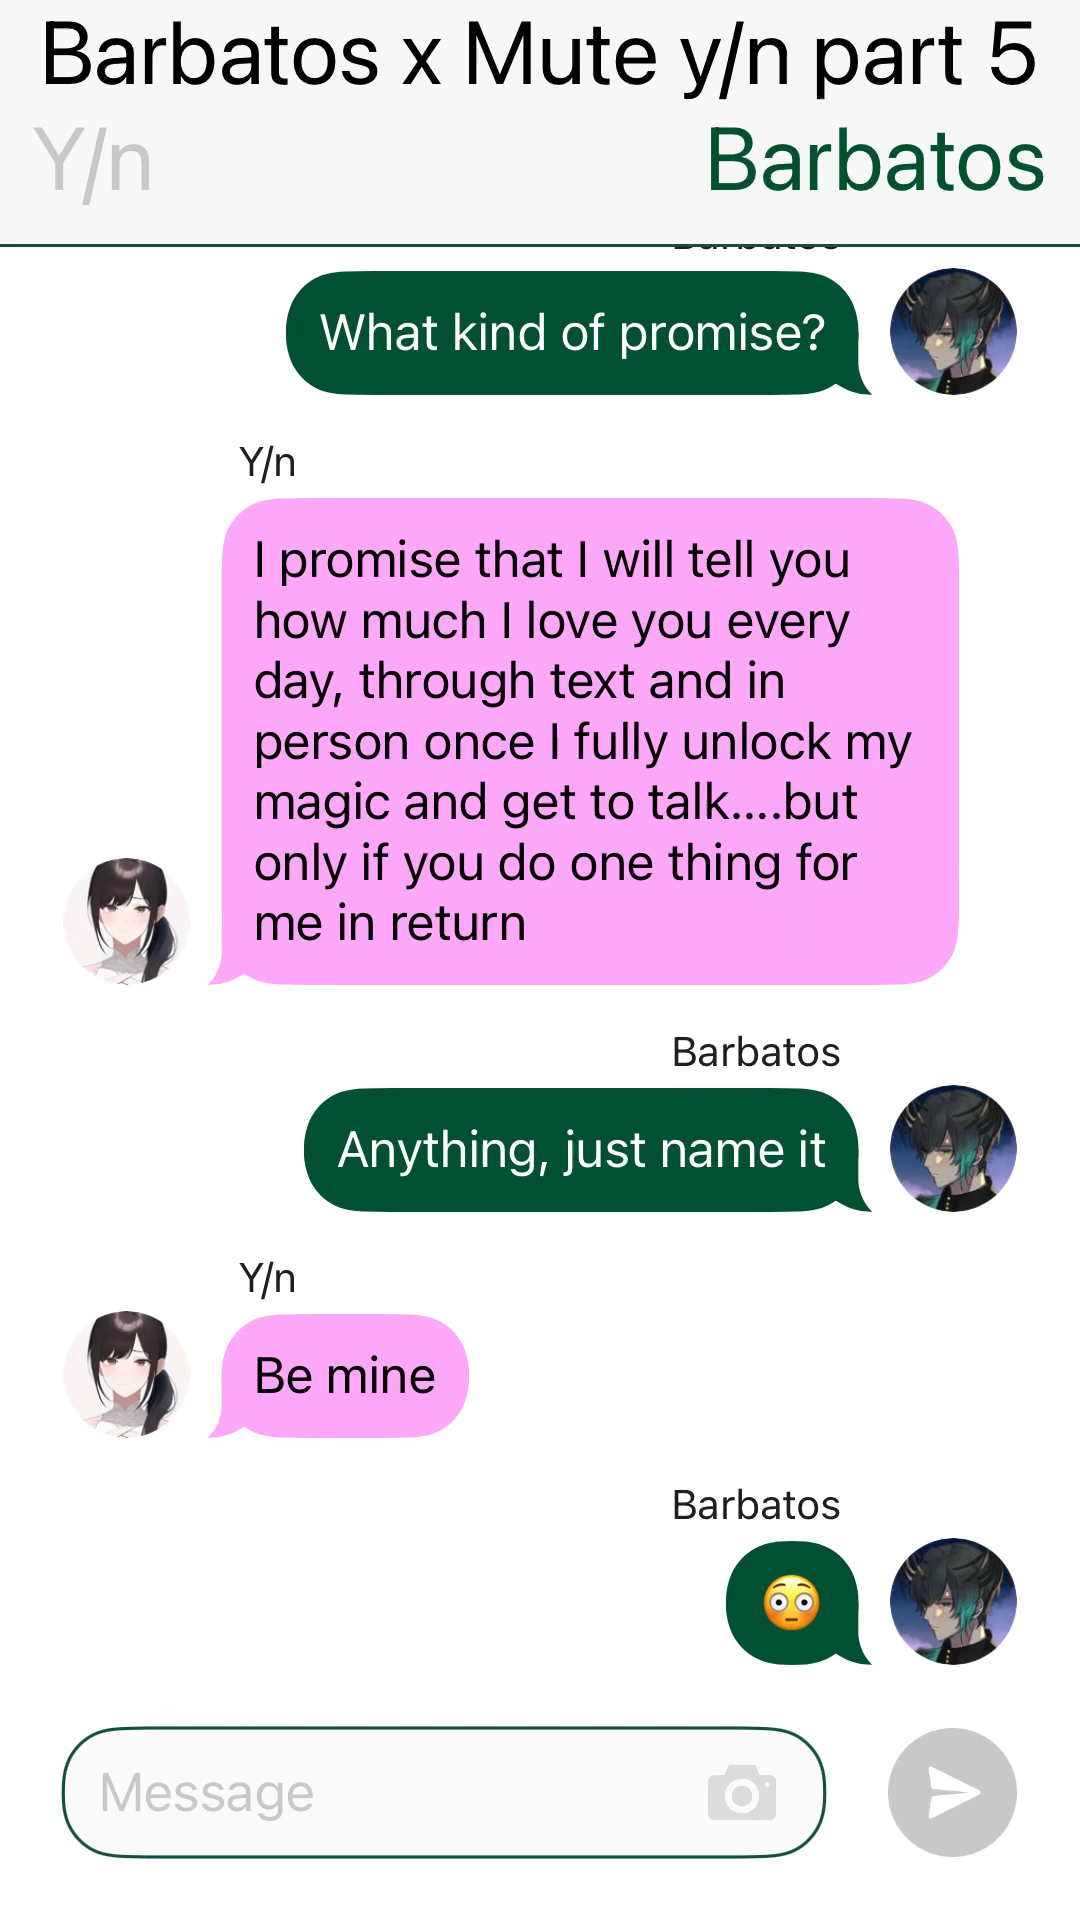 Barbatos x Mute y/n part 5
Y/n
Barbatos
What kind of promise?
Y/n
I promise that I will tell you
how much I love you every
day, through text and in
person once I fully unlock my
magic and get to talk....but
only if you do one thing for
me in return
Barbatos
Anything, just name it
Y/n
Be mine
Barbatos
😳
Message